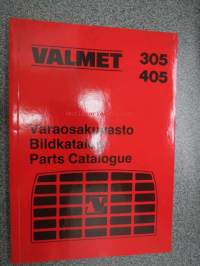 VALMET 305
405
Varaosakuvasto
Bildkatalog
Parts Catalogue
V